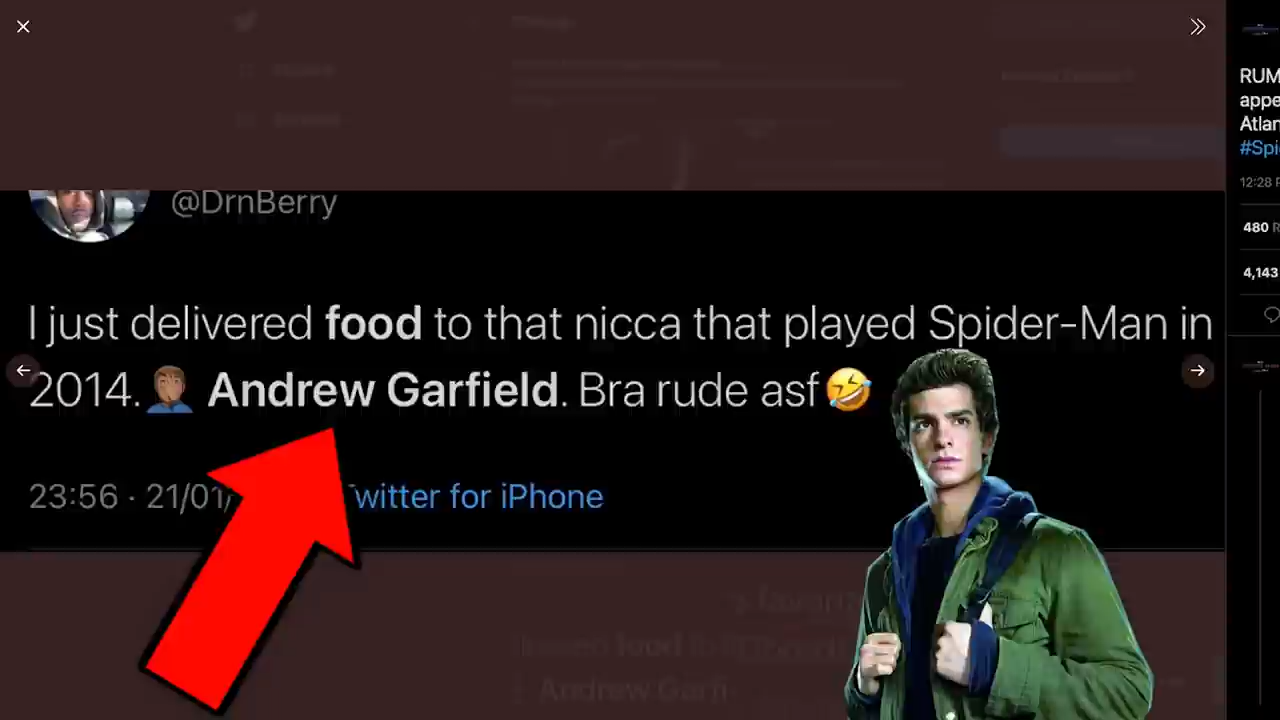 @DrnBerry
I just delivered food to that nicca that played Spider-Man in
2014.🤦🏽‍♂️ Andrew Garfield. Bra rude asf🤣
23:56 · 21/01/ Twitter for iPhone
RUM
appe
Atlan
#Spi
12:28 P
480 R
4,143